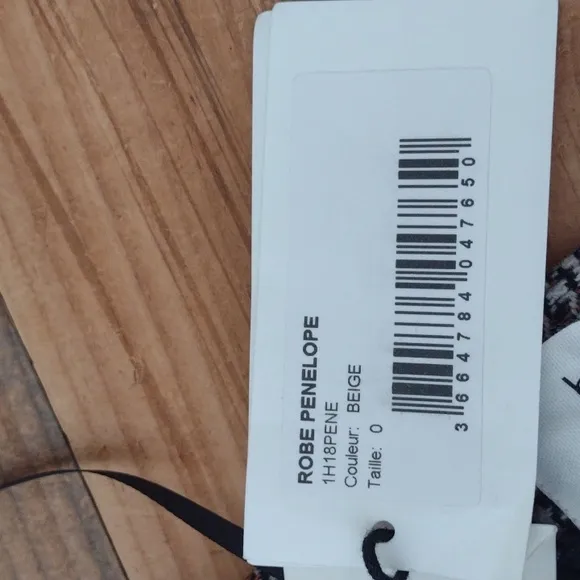 ROBE PENELOPE
1H18PENE
Couleur: BEIGE
Taille: 0
3 664784 047650